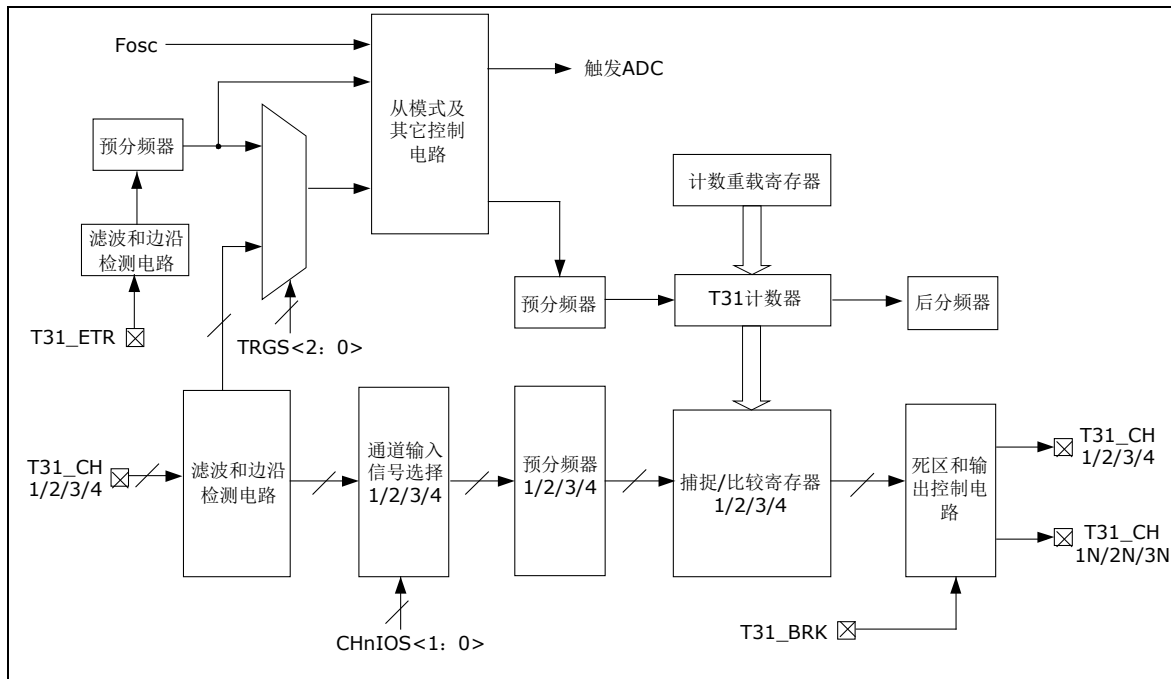 Fosc
触发ADC
从模式及
其它控制
电路
预分频器
计数重载寄存器
滤波和边沿
检测电路
预分频器
T31计数器
后分频器
T31_ETR
TRGS<2：0>
T31_CH
1/2/3/4
滤波和边沿
检测电路
通道输入
信号选择
1/2/3/4
预分频器
1/2/3/4
捕捉/比较寄存器
1/2/3/4
死区和输
出控制电
路
T31_CH
1/2/3/4
T31_CH
1N/2N/3N
CHnIOS<1：0>
T31_BRK